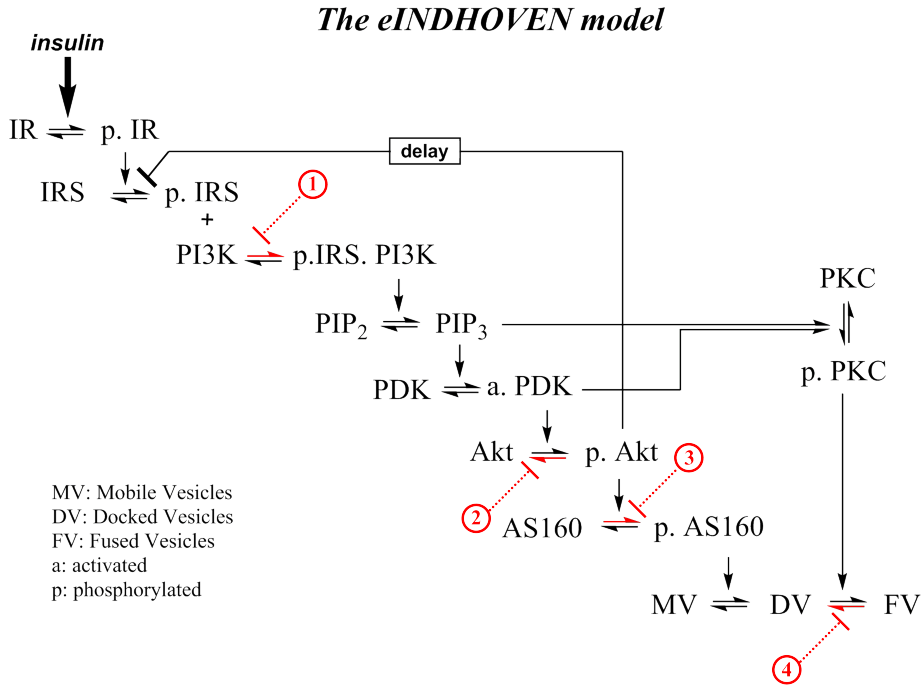 The eINDHOVEN model
insulin
IR p. IR
delay
IRS p. IRS
1
+
PI3K p.IRS. PI3K
PKC
PIP2 PIP3
p. PKC
PDK a. PDK
Akt p. Akt
3
2
MV: Mobile Vesicles
DV: Docked Vesicles
FV: Fused Vesicles
a: activated
p: phosphorylated
AS160 p. AS160
MV DV FV
4